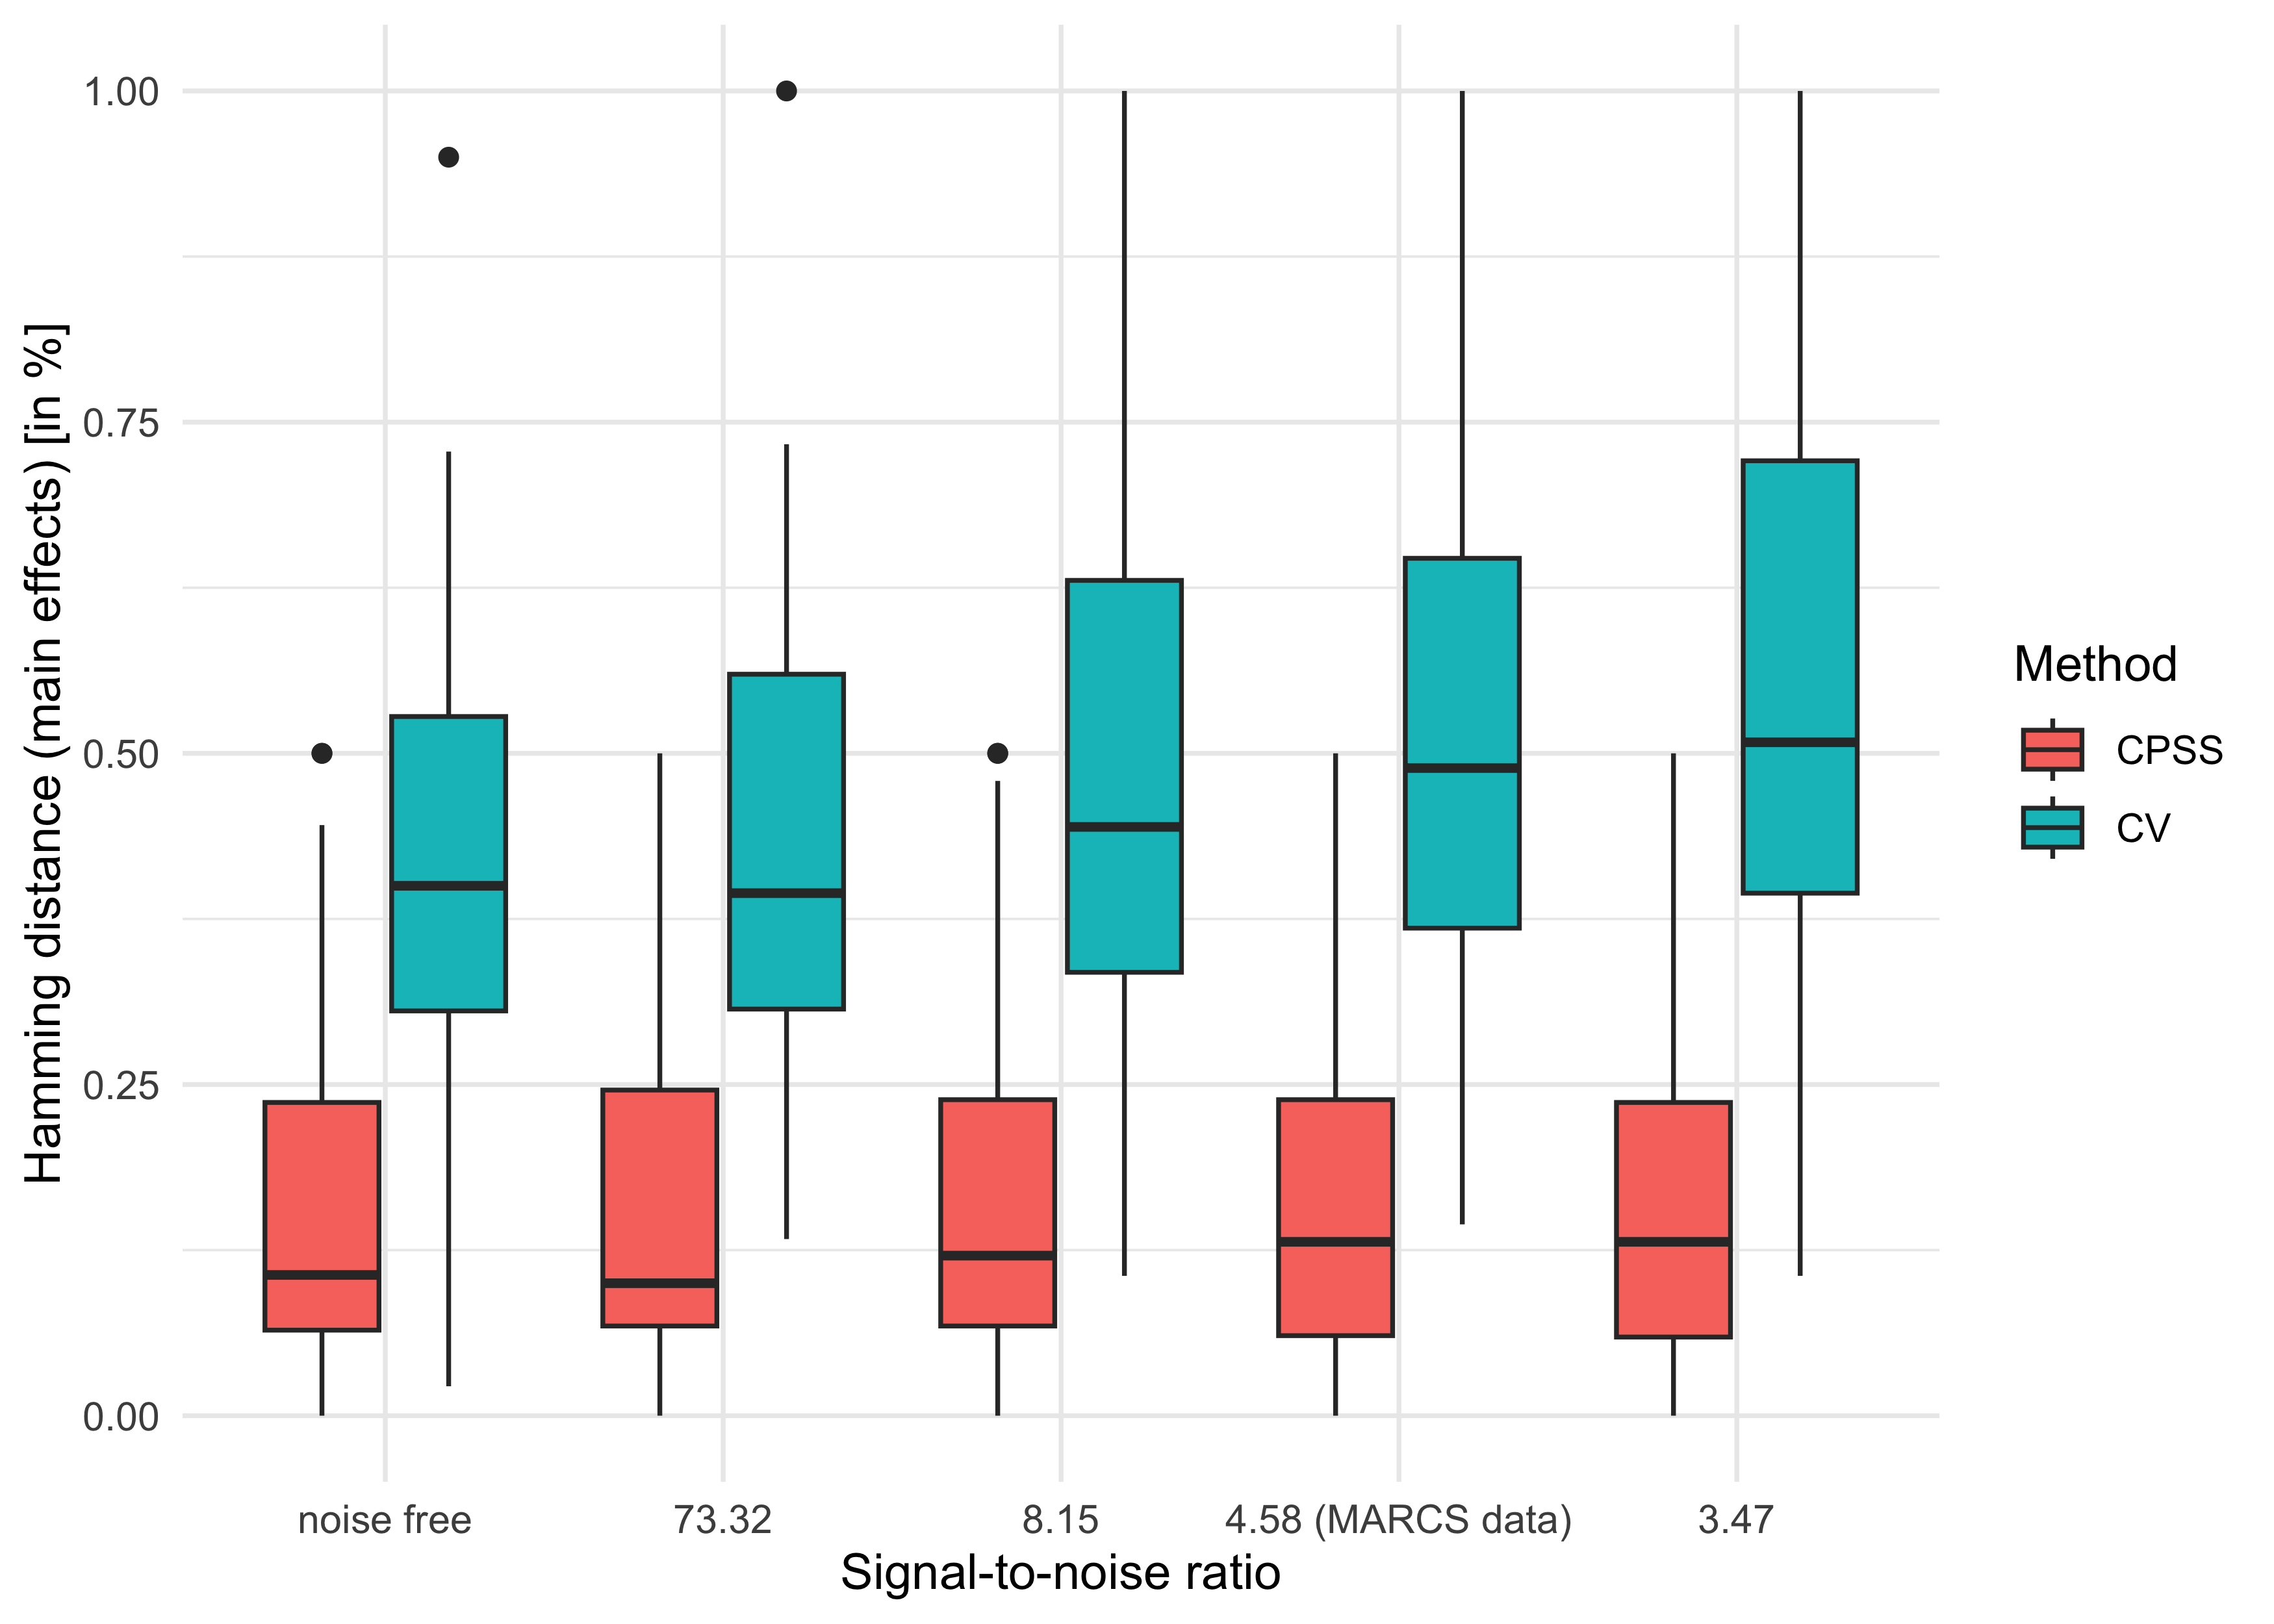 Hamming distance (main effects) [in %]
1.00
0.75
0.50
0.25
0.00
noise free
73.32
8.15
4.58 (MARCS data)
3.47
Signal-to-noise ratio
Method
CPSS
CV